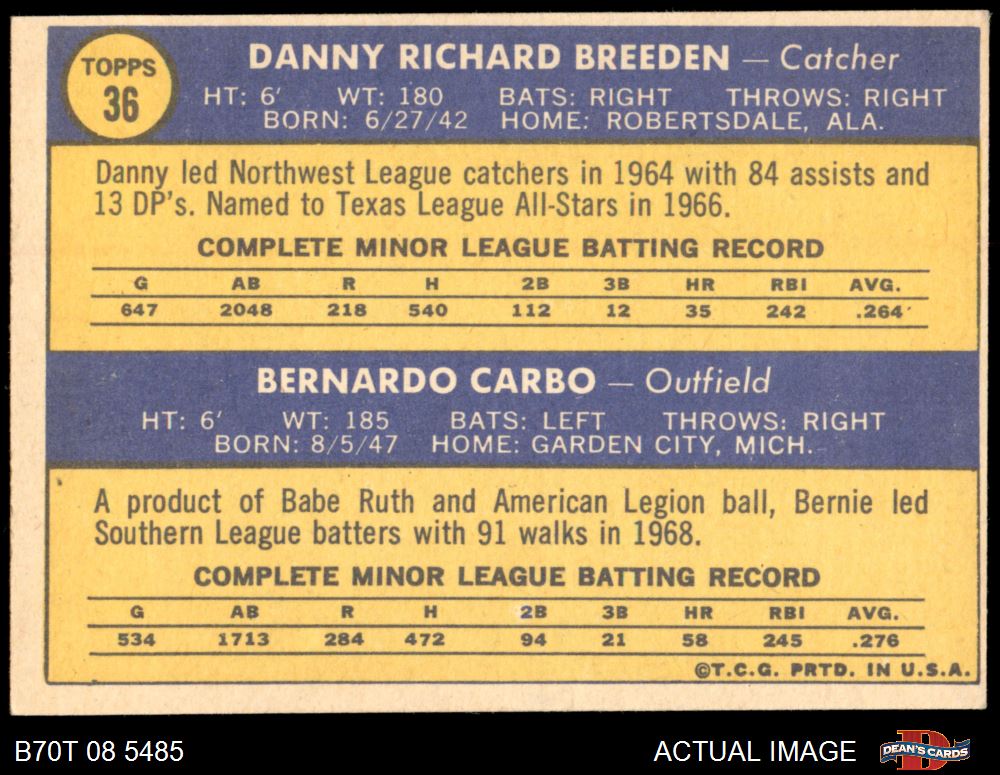 TOPPS
36
DANNY RICHARD BREEDEN — Catcher
HT: 6' WT: 180 BATS: RIGHT THROWS: RIGHT
BORN: 6/27/42 HOME: ROBERTSDALE, ALA.
Danny led Northwest League catchers in 1964 with 84 assists and
13 DP's. Named to Texas League All-Stars in 1966.
COMPLETE MINOR LEAGUE BATTING RECORD
G AB R H 2B 3B HR RBI AVG.
647 2048 218 540 112 12 35 242 .264
BERNARDO CARBO — Outfield
HT: 6' WT: 185 BATS: LEFT THROWS: RIGHT
BORN: 8/5/47 HOME: GARDEN CITY, MICH.
A product of Babe Ruth and American Legion ball, Bernie led
Southern League batters with 91 walks in 1968.
COMPLETE MINOR LEAGUE BATTING RECORD
G AB R H 2B 3B HR RBI AVG.
534 1713 284 472 94 21 58 245 .276
©T.C.G. PRTD. IN U.S.A.
B70T 08 5485 ACTUAL IMAGE D DEAN'S CARDS